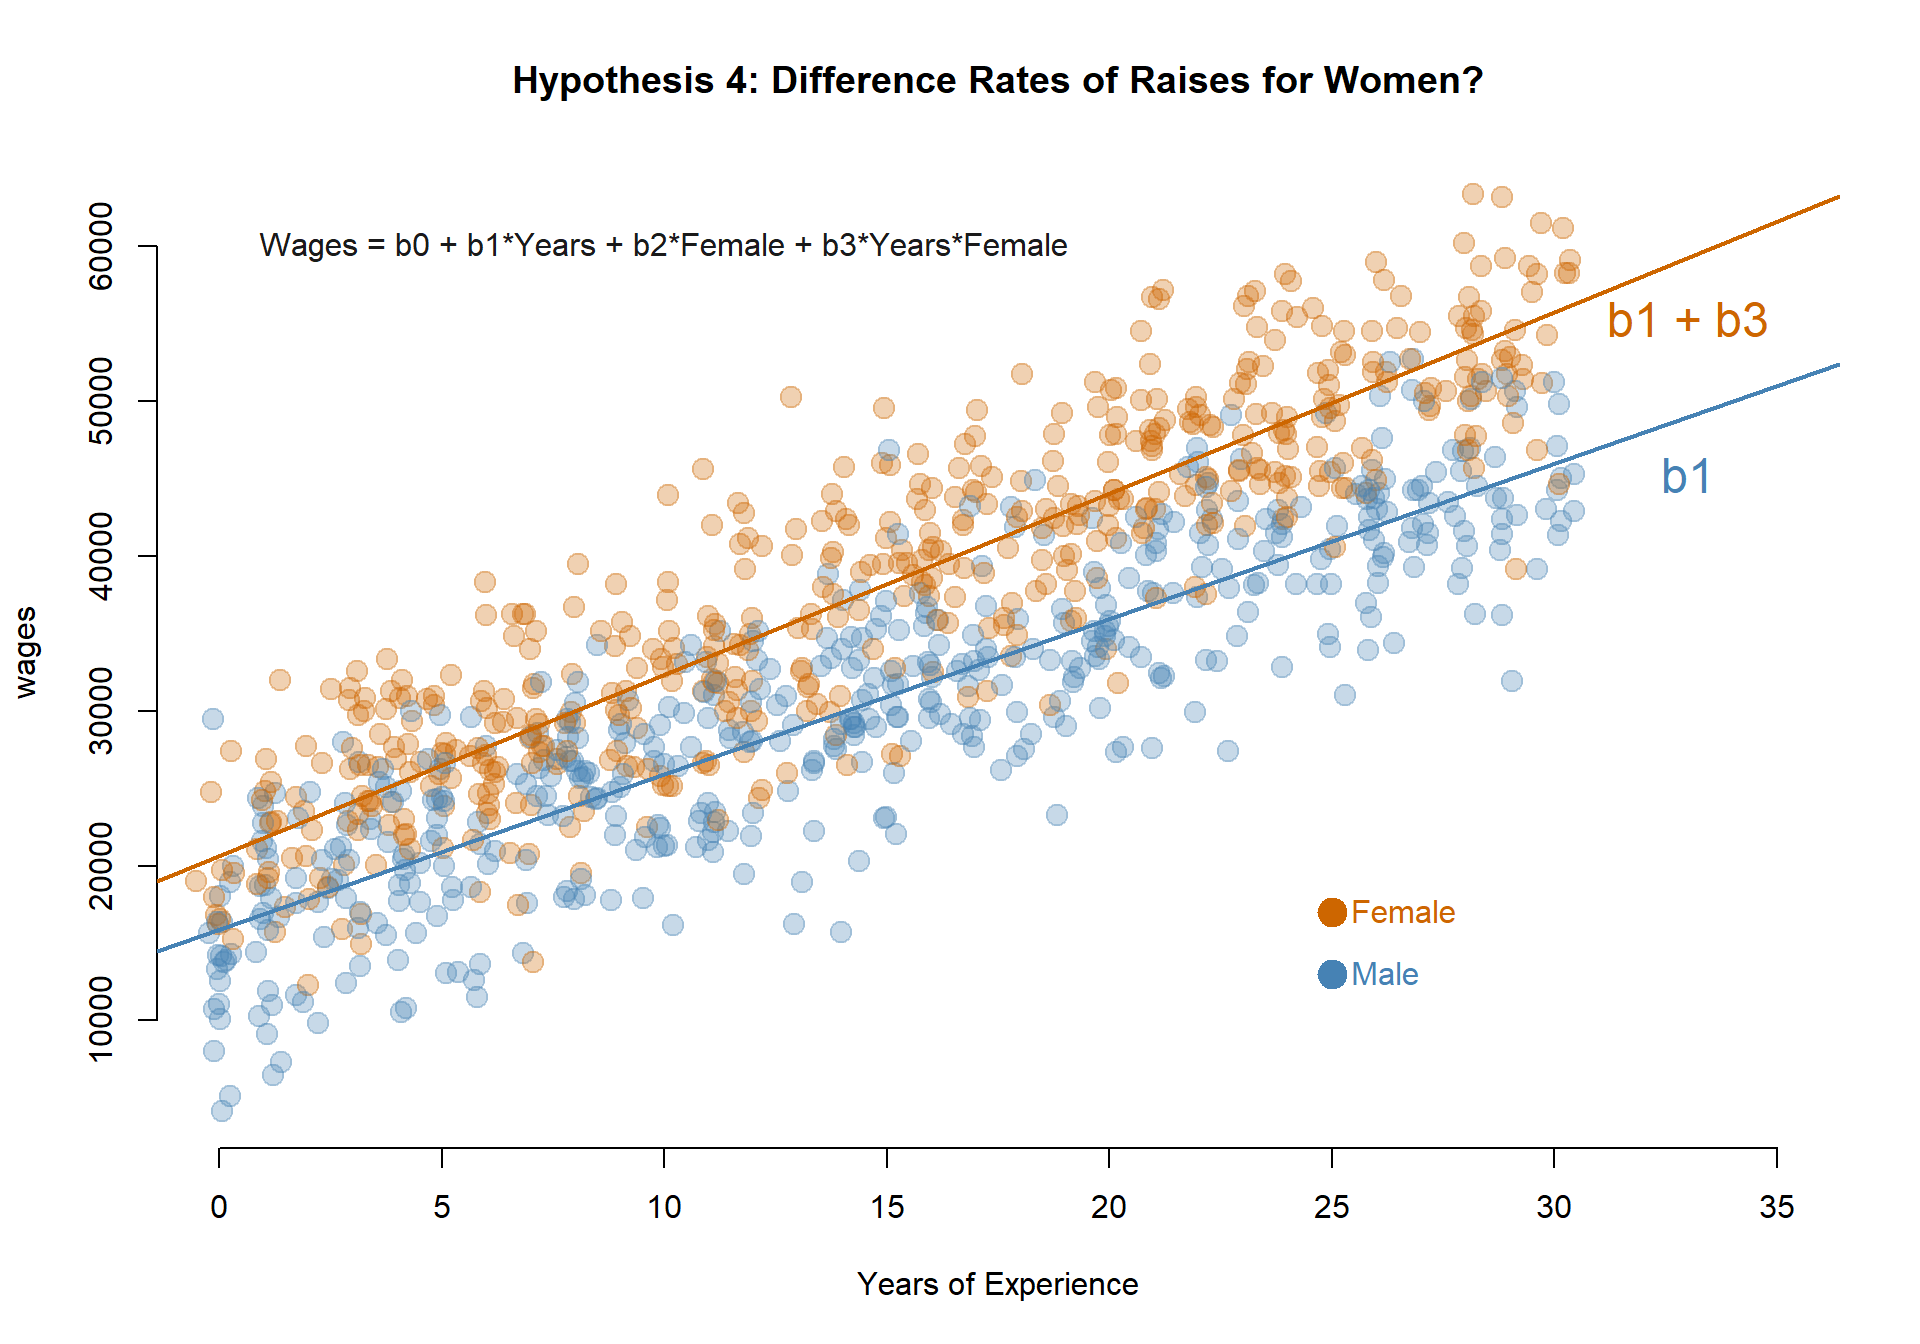 Hypothesis 4: Difference Rates of Raises for Women?
Wages = b0 + b1*Years + b2*Female + b3*Years*Female
60000
50000
40000
30000
20000
10000
wages
b1 + b3
b1
Female
Male
0 5 10 15 20 25 30 35
Years of Experience